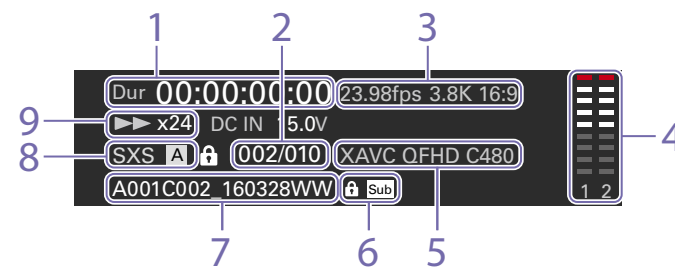 1 2 3
Dur 00:00:00:00 23.98fps 3.8K 16:9
9 ▶▶ x24 DC IN 15.0V 4
8 SXS A 002/010 XAVC QFHD C480
A001C002_160328WW Sub 1 2
7 6 5